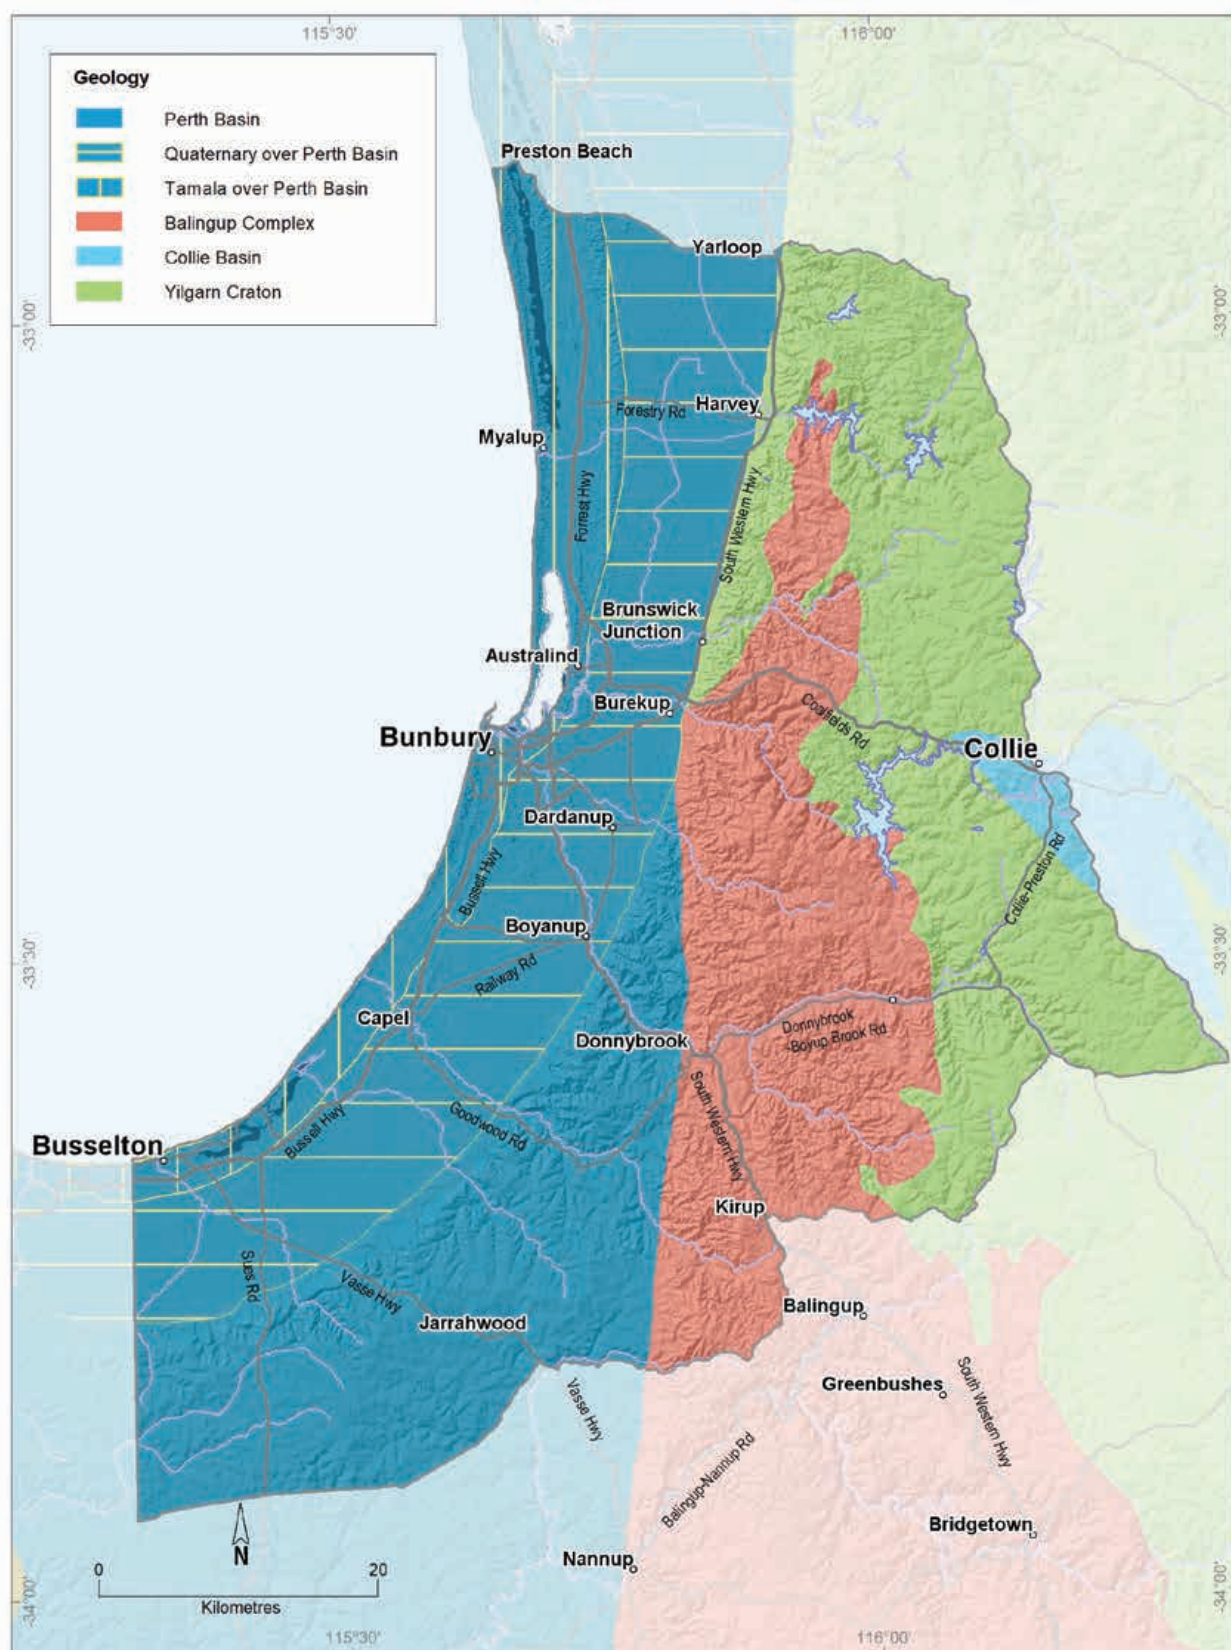 115°30'
116°00'
Geology
Perth Basin
Quaternary over Perth Basin
Tamala over Perth Basin
Balingup Complex
Collie Basin
Yilgarn Craton
Preston Beach
Yarloop
-33°00'
-33°00'
Harvey
Forestry Rd
Myalup
Forrest Hwy
South Western Hwy
Brunswick
Junction
Australind
Burekup
Coalfields Rd
Bunbury
Collie
Dardanup
Bussell Hwy
Collie-Preston Rd
Boyanup
-33°30'
-33°30'
Railway Rd
Capel
Donnybrook
Donnybrook
-Boyup Brook Rd
South Western Hwy
Goodwood Rd
Bussell Hwy
Busselton
Kirup
Sues Rd
Vasse Hwy
Jarrahwood
Balingup
Greenbushes
South Western Hwy
Vasse Hwy
Balingup-Nannup Rd
Bridgetown
N
Nannup
0
20
Kilometres
-34°00'
-34°00'
115°30'
116°00'